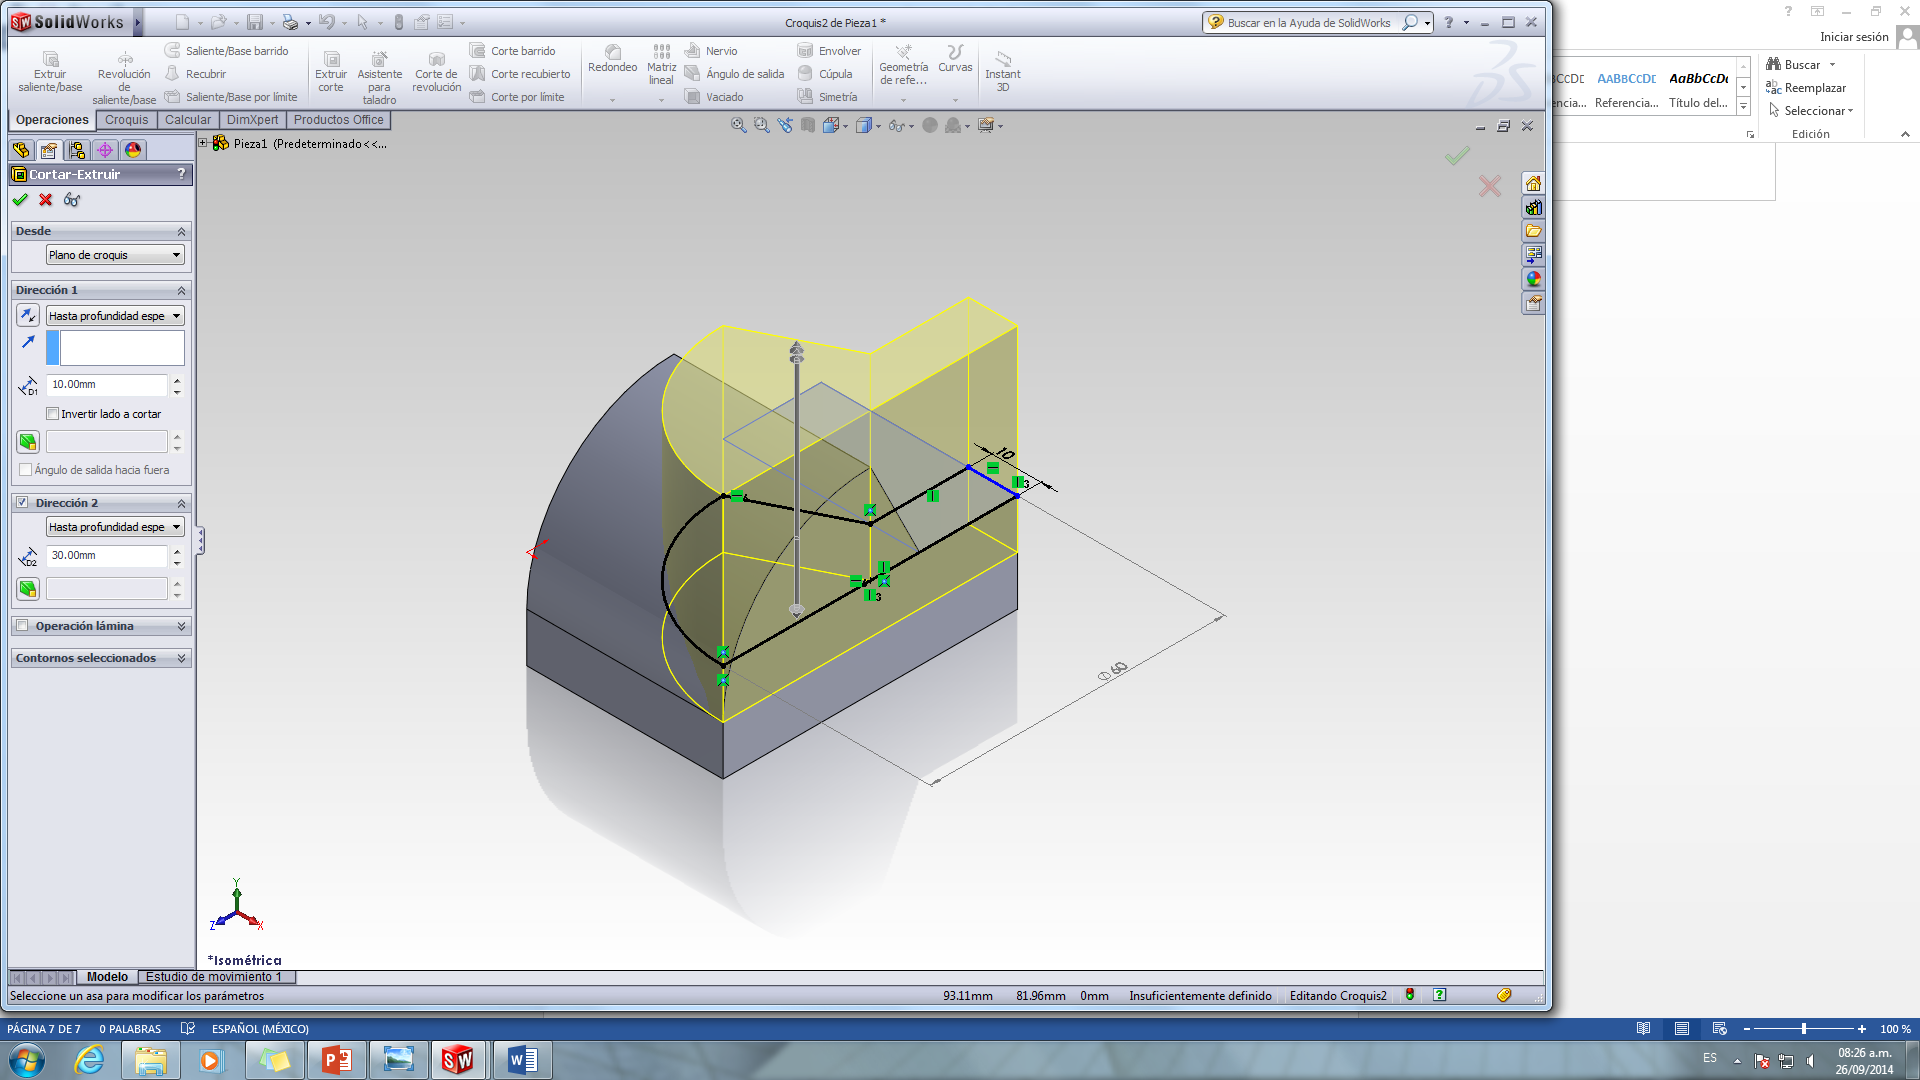 SolidWorks
Croquis2 de Pieza1 *
Buscar en la Ayuda de SolidWorks
Iniciar sesión
Extruir saliente/base
Revolución de saliente/base
Saliente/Base barrido
Recubrir
Saliente/Base por límite
Extruir corte
Asistente para taladro
Corte de revolución
Corte barrido
Corte recubierto
Corte por límite
Redondeo
Matriz lineal
Nervio
Ángulo de salida
Vaciado
Envolver
Cúpula
Simetría
Geometría de refe...
Curvas
Instant 3D
AABBCCDE
AaBbCcDc
Referencia...
Título del...
Buscar
Reemplazar
Seleccionar
Edición
Operaciones
Croquis
Calcular
DimXpert
Productos Office
Pieza1 (Predeterminado<<...
Cortar-Extruir
?
Desde
Plano de croquis
Dirección 1
Hasta profundidad espe
D1
10.00mm
Invertir lado a cortar
Ángulo de salida hacia fuera
Dirección 2
Hasta profundidad espe
D2
30.00mm
Operación lámina
Contornos seleccionados
10
3
3
∅60
Y
Z
X
*Isométrica
Modelo
Estudio de movimiento 1
Seleccione un asa para modificar los parámetros
93.11mm
81.96mm
0mm
Insuficientemente definido
Editando Croquis2
PÁGINA 7 DE 7
0 PALABRAS
ESPAÑOL (MÉXICO)
100 %
ES
08:26 a.m.
26/09/2014